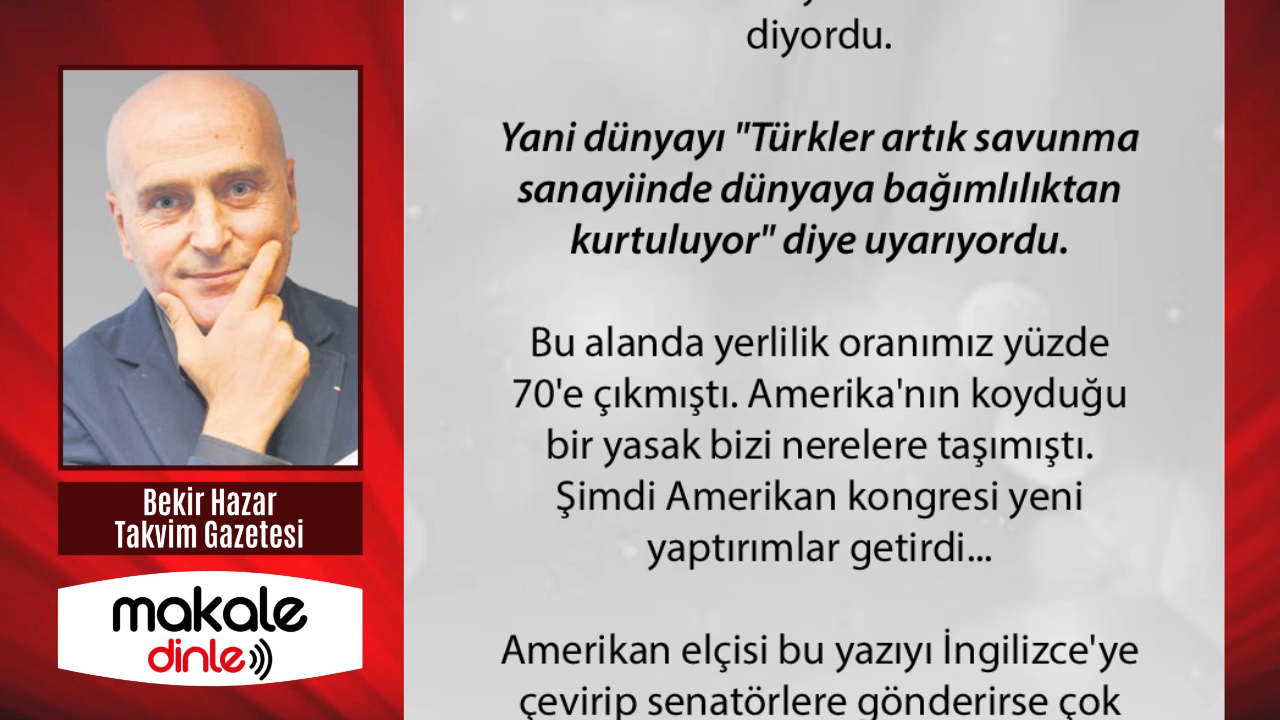 diyordu.
Yani dünyayı "Türkler artık savunma
sanayiinde dünyaya bağımlılıktan
kurtuluyor" diye uyarıyordu.
Bu alanda yerlilik oranımız yüzde
70'e çıkmıştı. Amerika'nın koyduğu
bir yasak bizi nerelere taşımıştı.
Şimdi Amerikan kongresi yeni
yaptırımlar getirdi...
Amerikan elçisi bu yazıyı İngilizce'ye
çevirip senatörlere gönderirse çok
Bekir Hazar
Takvim Gazetesi
makale
dinle